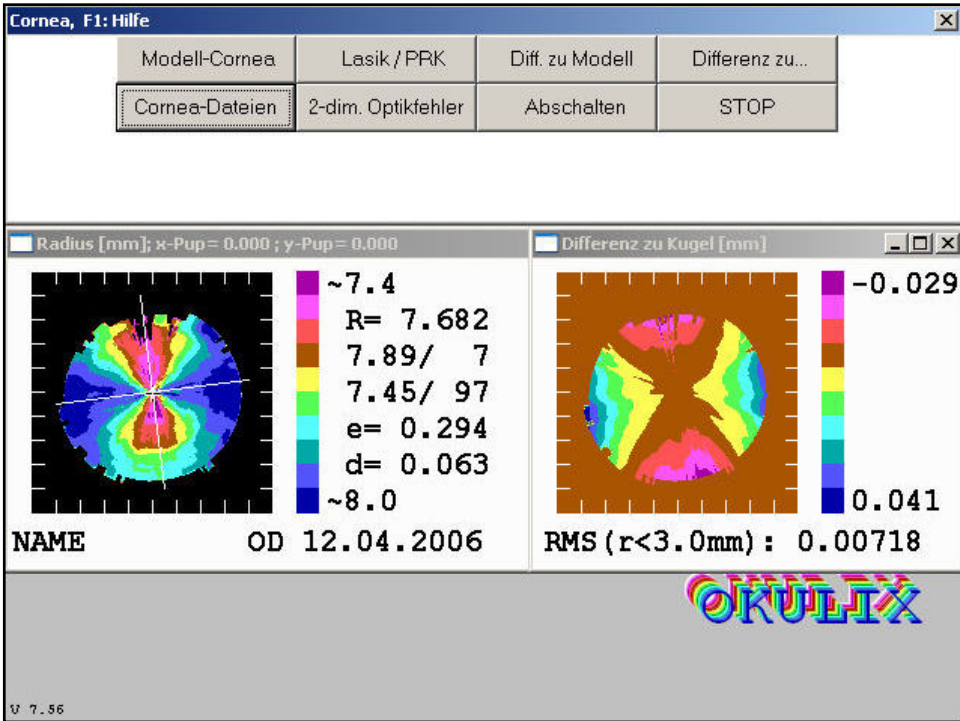 Cornea, F1: Hilfe
Modell-Cornea Lasik / PRK Diff. zu Modell Differenz zu...
Cornea-Dateien 2-dim. Optikfehler Abschalten STOP
Radius [mm]; x-Pup= 0.000 ; y-Pup= 0.000
~7.4
R= 7.682
7.89/ 7
7.45/ 97
e= 0.294
d= 0.063
~8.0
NAME OD 12.04.2006
Differenz zu Kugel [mm]
-0.029
0.041
RMS(r<3.0mm): 0.00718
OKULIX
V 7.56